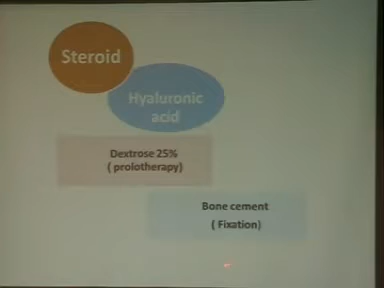 Steroid
Hyaluronic
acid
Dextrose 25%
( prolotherapy)
Bone cement
( Fixation)